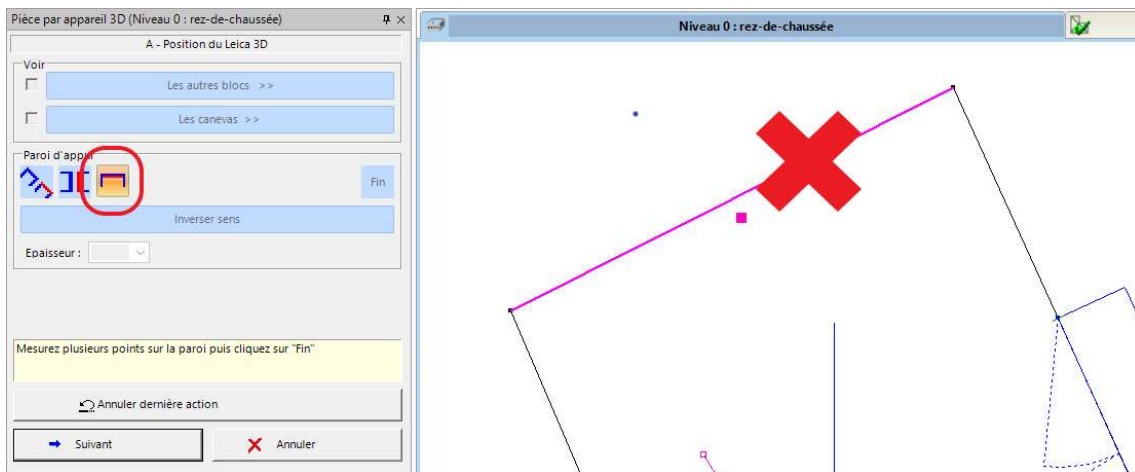 Pièce par appareil 3D (Niveau 0 : rez-de-chaussée)
A - Position du Leica 3D
Voir
Les autres blocs >>
Les canevas >>
Paroi d'appui
Fin
Inverser sens
Epaisseur :
Mesurez plusieurs points sur la paroi puis cliquez sur "Fin"
Annuler dernière action
Suivant
Annuler
Niveau 0 : rez-de-chaussée